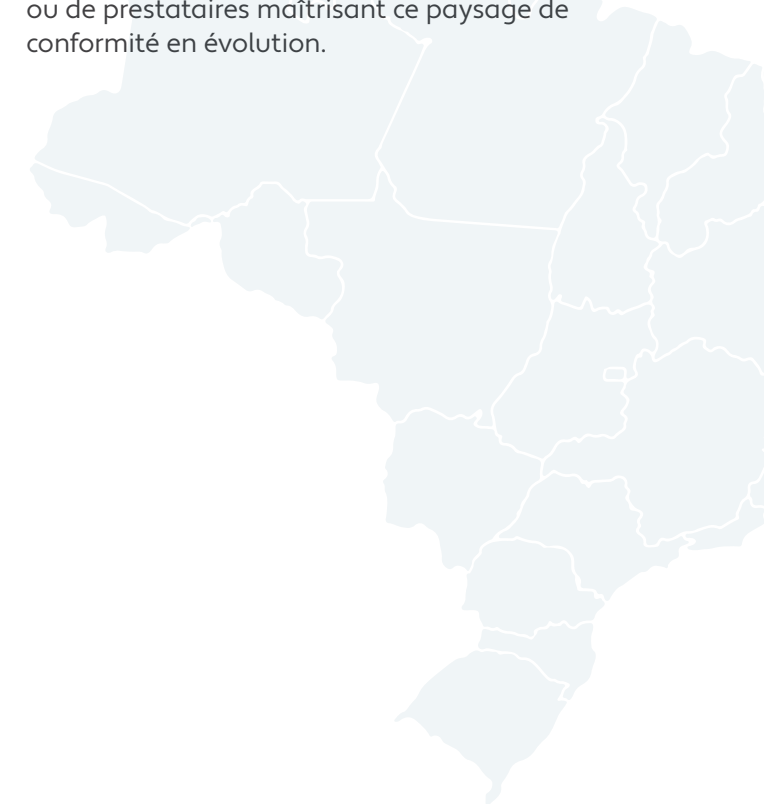 ou de prestataires maîtrisant ce paysage de
conformité en évolution.